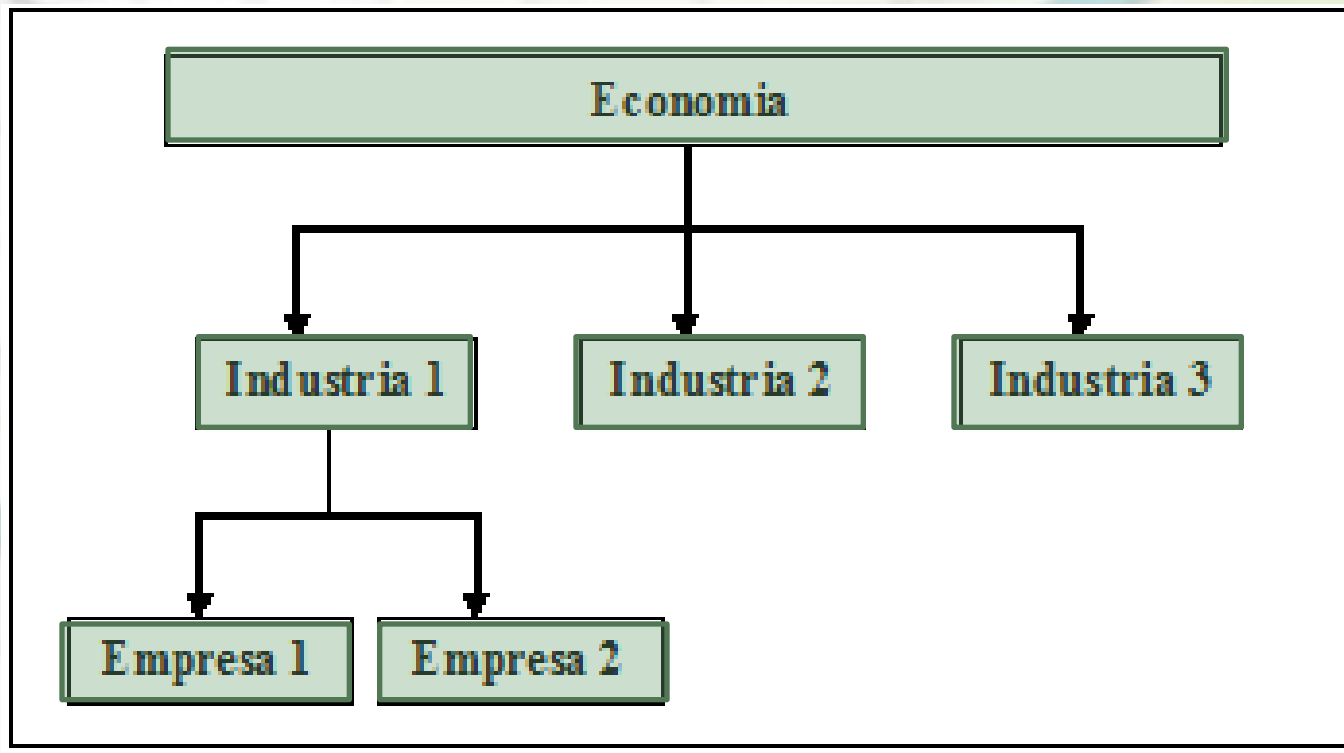 Economia
Industria 1
Industria 2
Industria 3
Empresa 1
Empresa 2